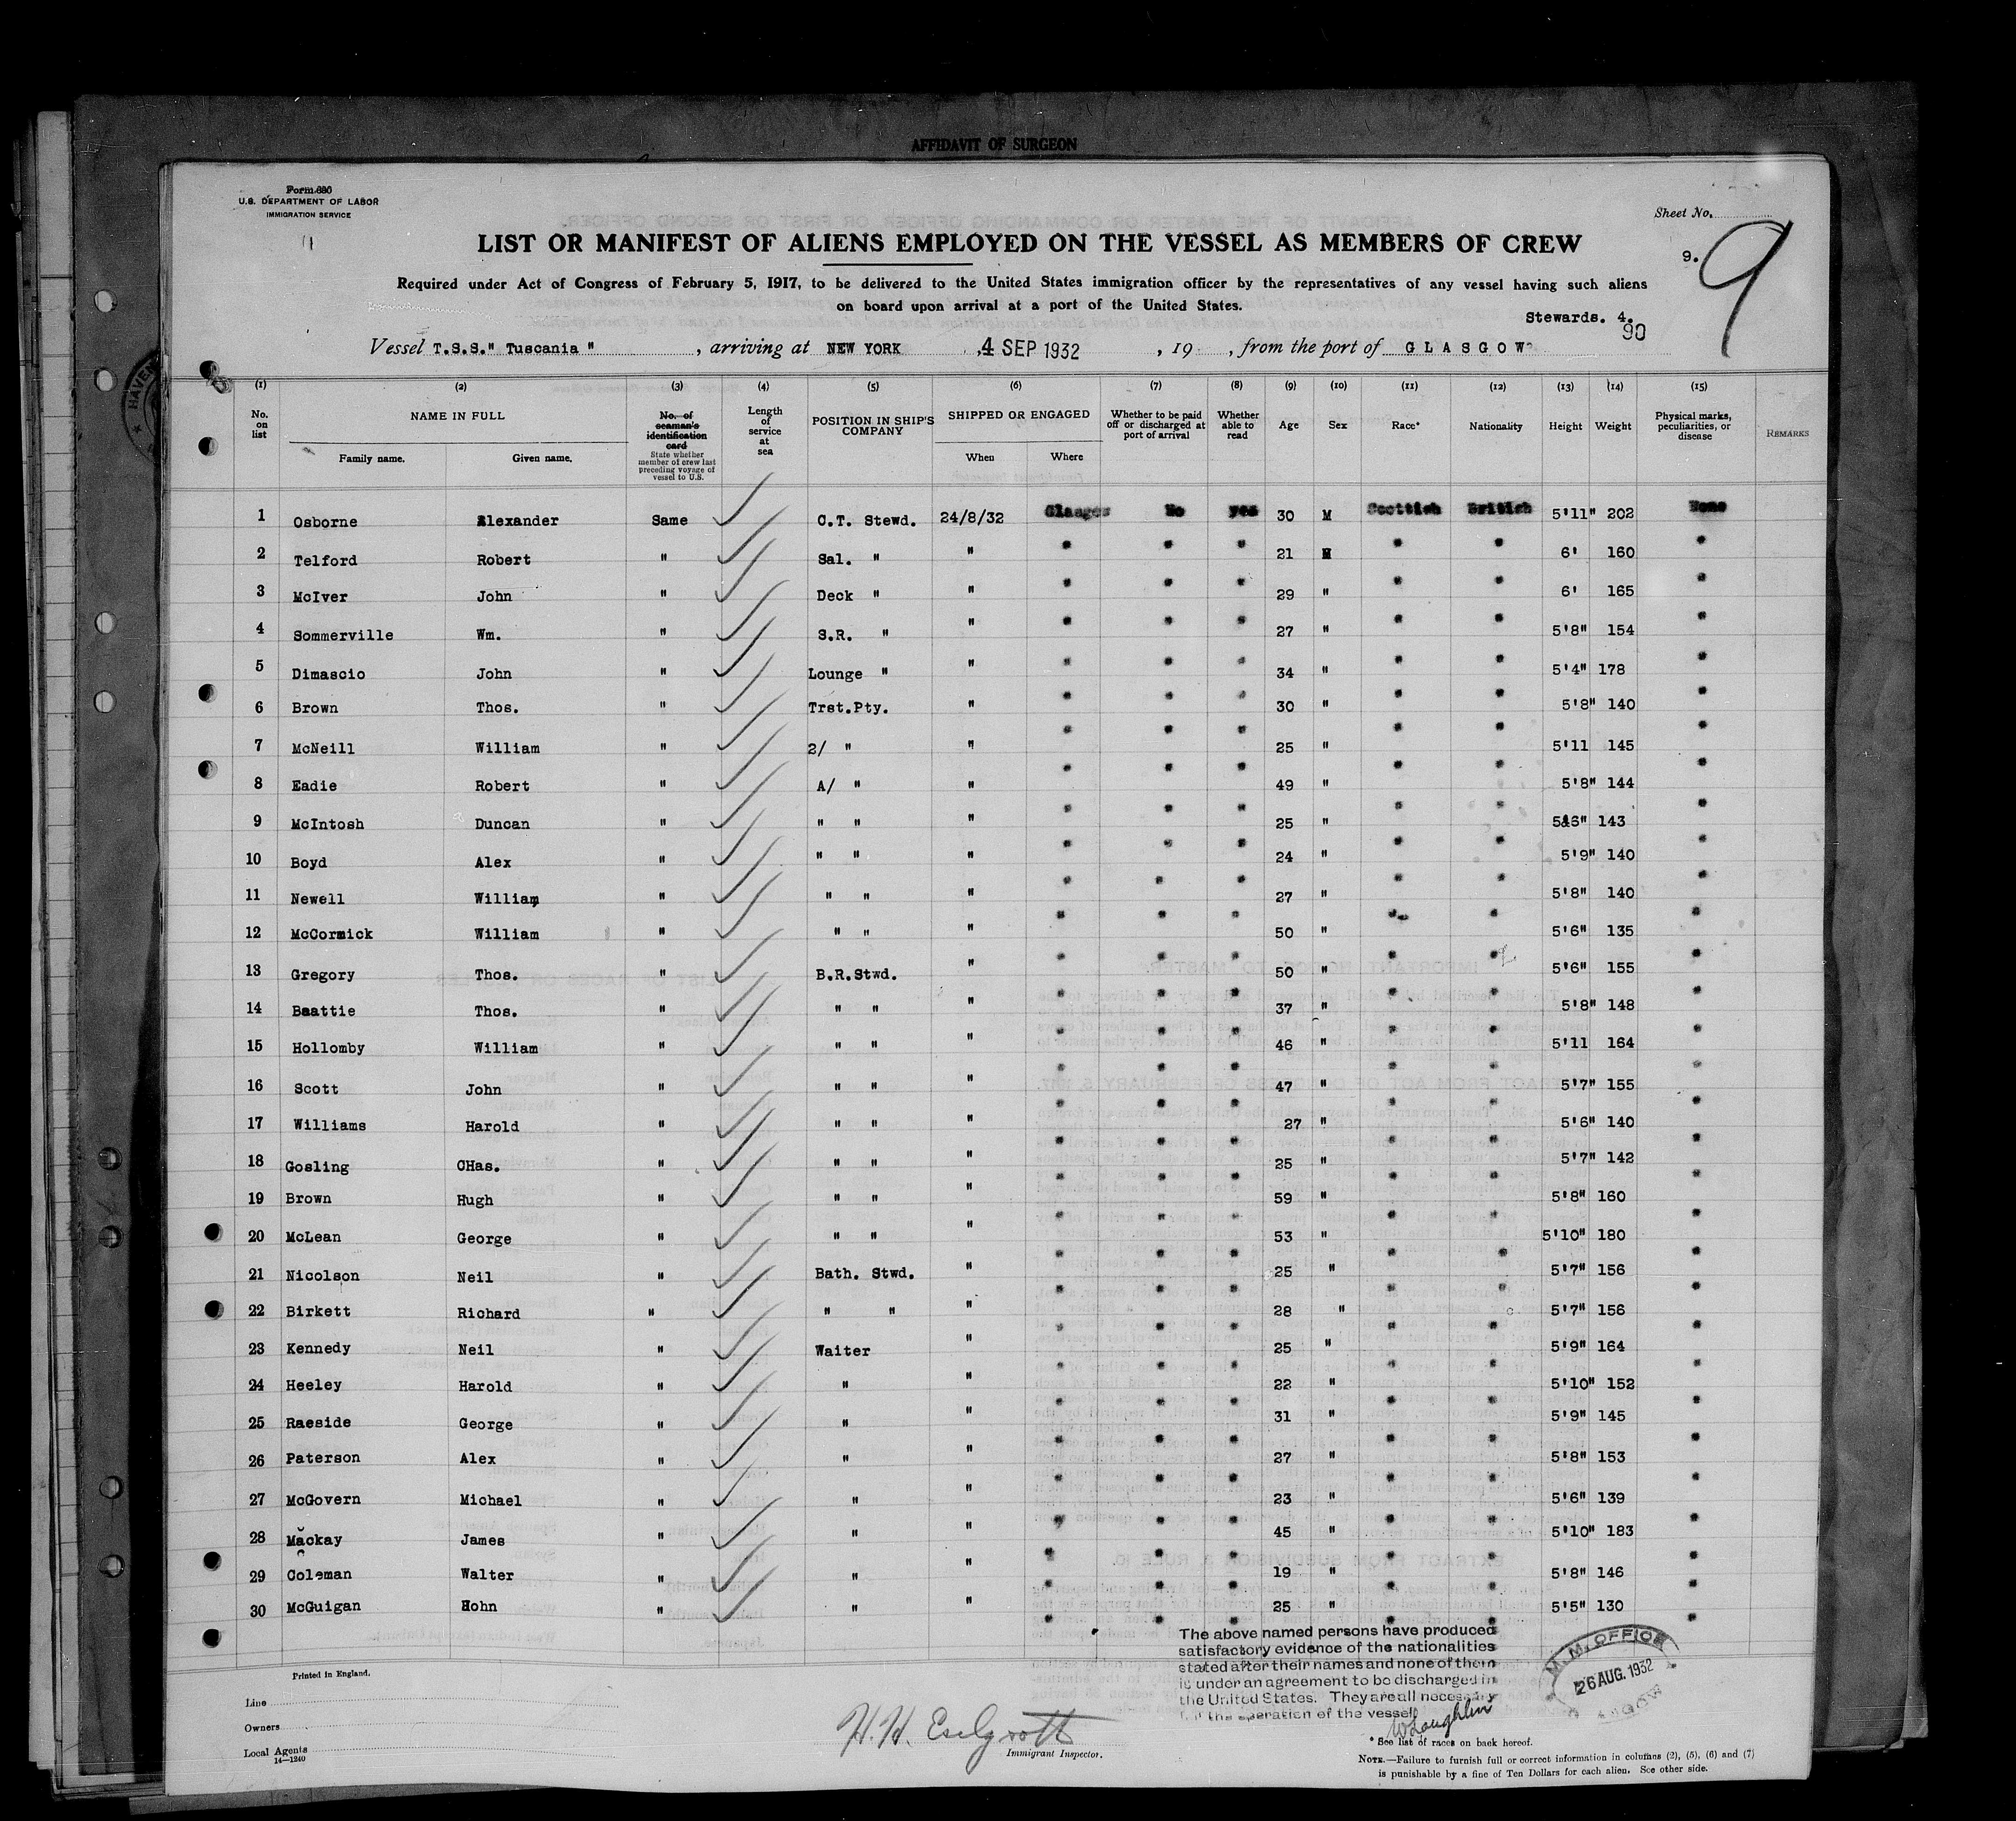 AFFIDAVIT OF SURGEON
Form 680
U.S. DEPARTMENT OF LABOR
IMMIGRATION SERVICE
Sheet No.
9.
9
LIST OR MANIFEST OF ALIENS EMPLOYED ON THE VESSEL AS MEMBERS OF CREW
Required under Act of Congress of February 5, 1917, to be delivered to the United States immigration officer by the representatives of any vessel having such aliens
on board upon arrival at a port of the United States.
Stewards. 4.
90
Vessel T.S.S." Tuscania ", arriving at NEW YORK, 4 SEP 1932, 19 , from the port of GLASGOW
(1) (2) (3) (4) (5) (6) (7) (8) (9) (10) (11) (12) (13) (14) (15)
No. on list NAME IN FULL Family name. Given name. No. of seaman's identification card State whether member of crew last preceding voyage of vessel to U.S. Length of service at sea POSITION IN SHIP'S COMPANY SHIPPED OR ENGAGED When Where Whether to be paid off or discharged at port of arrival Whether able to read Age Sex Race* Nationality Height Weight Physical marks, peculiarities, or disease REMARKS
1 Osborne Alexander Same C.T. Stewd. 24/8/32 Glasgow No yes 30 M Scottish British 5'11" 202 None
2 Telford Robert " Sal. " " " " " 21 M " " 6' 160 "
3 McIver John " Deck " " " " " 29 " " " 6' 165 "
4 Sommerville Wm. " S.R. " " " " " 27 " " " 5'8" 154 "
5 Dimascio John " Lounge " " " " " 34 " " " 5'4" 178 "
6 Brown Thos. " Trst.Pty. " " " " 30 " " " 5'8" 140 "
7 McNeill William " 2/ " " " " " 25 " " " 5'11 145 "
8 Eadie Robert " A/ " " " " " 49 " " " 5'8" 144 "
9 McIntosh Duncan " " " " " " " 25 " " " 5&6" 143 "
10 Boyd Alex " " " " " " " 24 " " " 5'9" 140 "
11 Newell William " " " " " " " 27 " " " 5'8" 140 "
12 McCormick William " " " " " " " 50 " " " 5'6" 135 "
13 Gregory Thos. " B.R.Stwd. " " " " 50 " " " 5'6" 155 "
14 Beattie Thos. " " " " " " " 37 " " " 5'8" 148 "
15 Hollomby William " " " " " " " 46 " " " 5'11 164 "
16 Scott John " " " " " " " 47 " " " 5'7" 155 "
17 Williams Harold " " " " " " " 27 " " " 5'6" 140 "
18 Gosling CHas. " " " " " " " 25 " " " 5'7" 142 "
19 Brown Hugh " " " " " " " 59 " " " 5'8" 160 "
20 McLean George " " " " " " " 53 " " " 5'10" 180 "
21 Nicolson Neil " Bath. Stwd. " " " " 25 " " " 5'7" 156 "
22 Birkett Richard " " " " " " " 28 " " " 5'7" 156 "
23 Kennedy Neil " Waiter " " " " 25 " " " 5'9" 164 "
24 Heeley Harold " " " " " " 22 " " " 5'10" 152 "
25 Raeside George " " " " " " 31 " " " 5'9" 145 "
26 Paterson Alex " " " " " " 27 " " " 5'8" 153 "
27 McGovern Michael " " " " " " 23 " " " 5'6" 139 "
28 Mackay James " " " " " " 45 " " " 5'10" 183 "
29 Coleman Walter " " " " " " 19 " " " 5'8" 146 "
30 McGuigan Hohn " " " " " " 25 " " " 5'5" 130 "
The above named persons have produced
satisfactory evidence of the nationalities
stated after their names and none of them
is under an agreement to be discharged in
the United States. They are all necessary
for the operation of the vessel
M. M. OFFICE
26 AUG. 1932
GLASGOW
Printed in England.
Line
Owners
Local Agents
14—1240
Immigrant Inspector.
* See list of races on back hereof.
NOTE.—Failure to furnish full or correct information in columns (2), (5), (6) and (7)
is punishable by a fine of Ten Dollars for each alien. See other side.